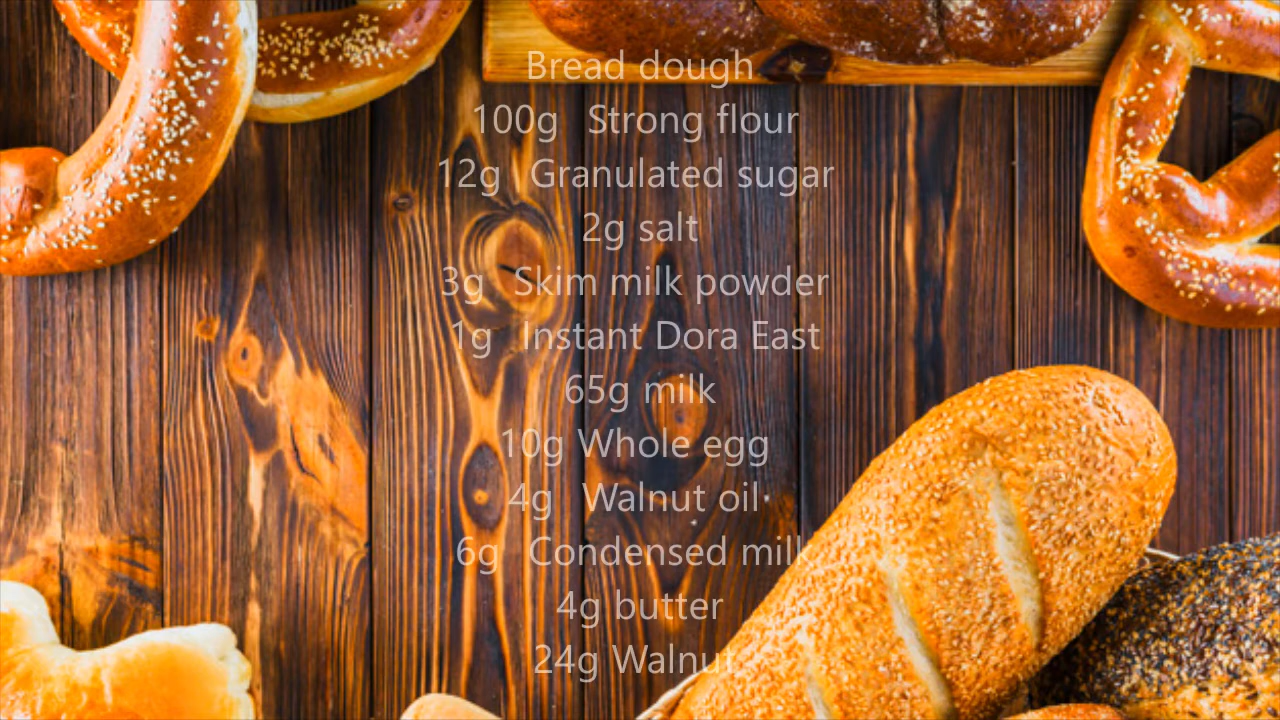 Bread dough
100g Strong flour
12g Granulated sugar
2g salt
3g Skim milk powder
1g Instant Dora East
65g milk
10g Whole egg
4g Walnut oil
6g Condensed milk
4g butter
24g Walnut